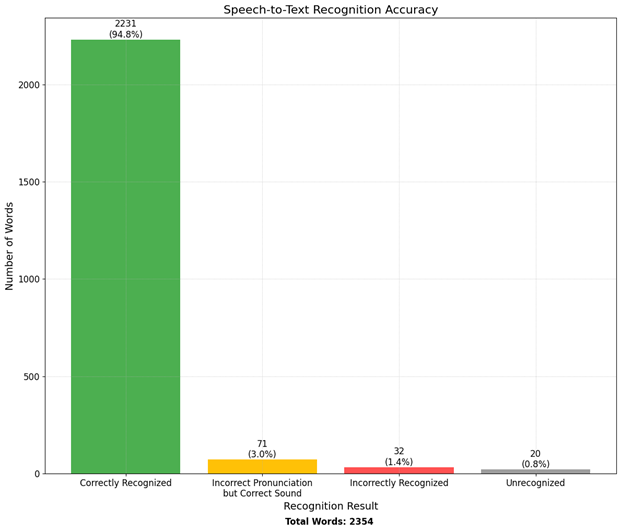 Speech-to-Text Recognition Accuracy
2231
(94.8%)
2000
1500
1000
500
0
Number of Words
71
(3.0%)
32
(1.4%)
20
(0.8%)
Correctly Recognized
Incorrect Pronunciation
but Correct Sound
Incorrectly Recognized
Unrecognized
Recognition Result
Total Words: 2354